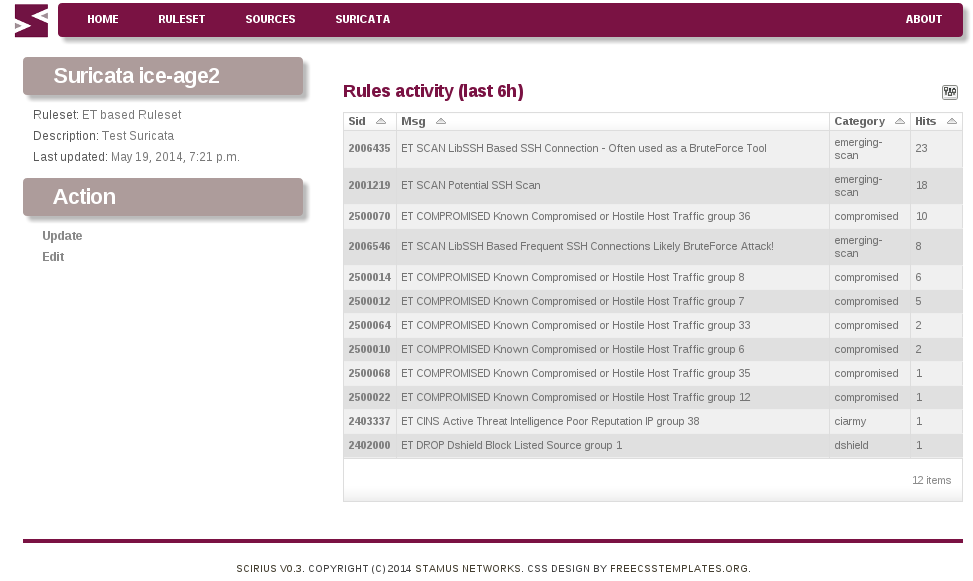 HOME RULESET SOURCES SURICATA ABOUT
Suricata ice-age2
Ruleset: ET based Ruleset
Description: Test Suricata
Last updated: May 19, 2014, 7:21 p.m.
Action
Update
Edit
Rules activity (last 6h)
Sid Msg Category Hits
2006435 ET SCAN LibSSH Based SSH Connection - Often used as a BruteForce Tool emerging-
scan 23
2001219 ET SCAN Potential SSH Scan emerging-
scan 18
2500070 ET COMPROMISED Known Compromised or Hostile Host Traffic group 36 compromised 10
2006546 ET SCAN LibSSH Based Frequent SSH Connections Likely BruteForce Attack! emerging-
scan 8
2500014 ET COMPROMISED Known Compromised or Hostile Host Traffic group 8 compromised 6
2500012 ET COMPROMISED Known Compromised or Hostile Host Traffic group 7 compromised 5
2500064 ET COMPROMISED Known Compromised or Hostile Host Traffic group 33 compromised 2
2500010 ET COMPROMISED Known Compromised or Hostile Host Traffic group 6 compromised 2
2500068 ET COMPROMISED Known Compromised or Hostile Host Traffic group 35 compromised 1
2500022 ET COMPROMISED Known Compromised or Hostile Host Traffic group 12 compromised 1
2403337 ET CINS Active Threat Intelligence Poor Reputation IP group 38 ciarmy 1
2402000 ET DROP Dshield Block Listed Source group 1 dshield 1
12 items
SCIRIUS V0.3. COPYRIGHT (C) 2014 STAMUS NETWORKS. CSS DESIGN BY FREECSSTEMPLATES.ORG.